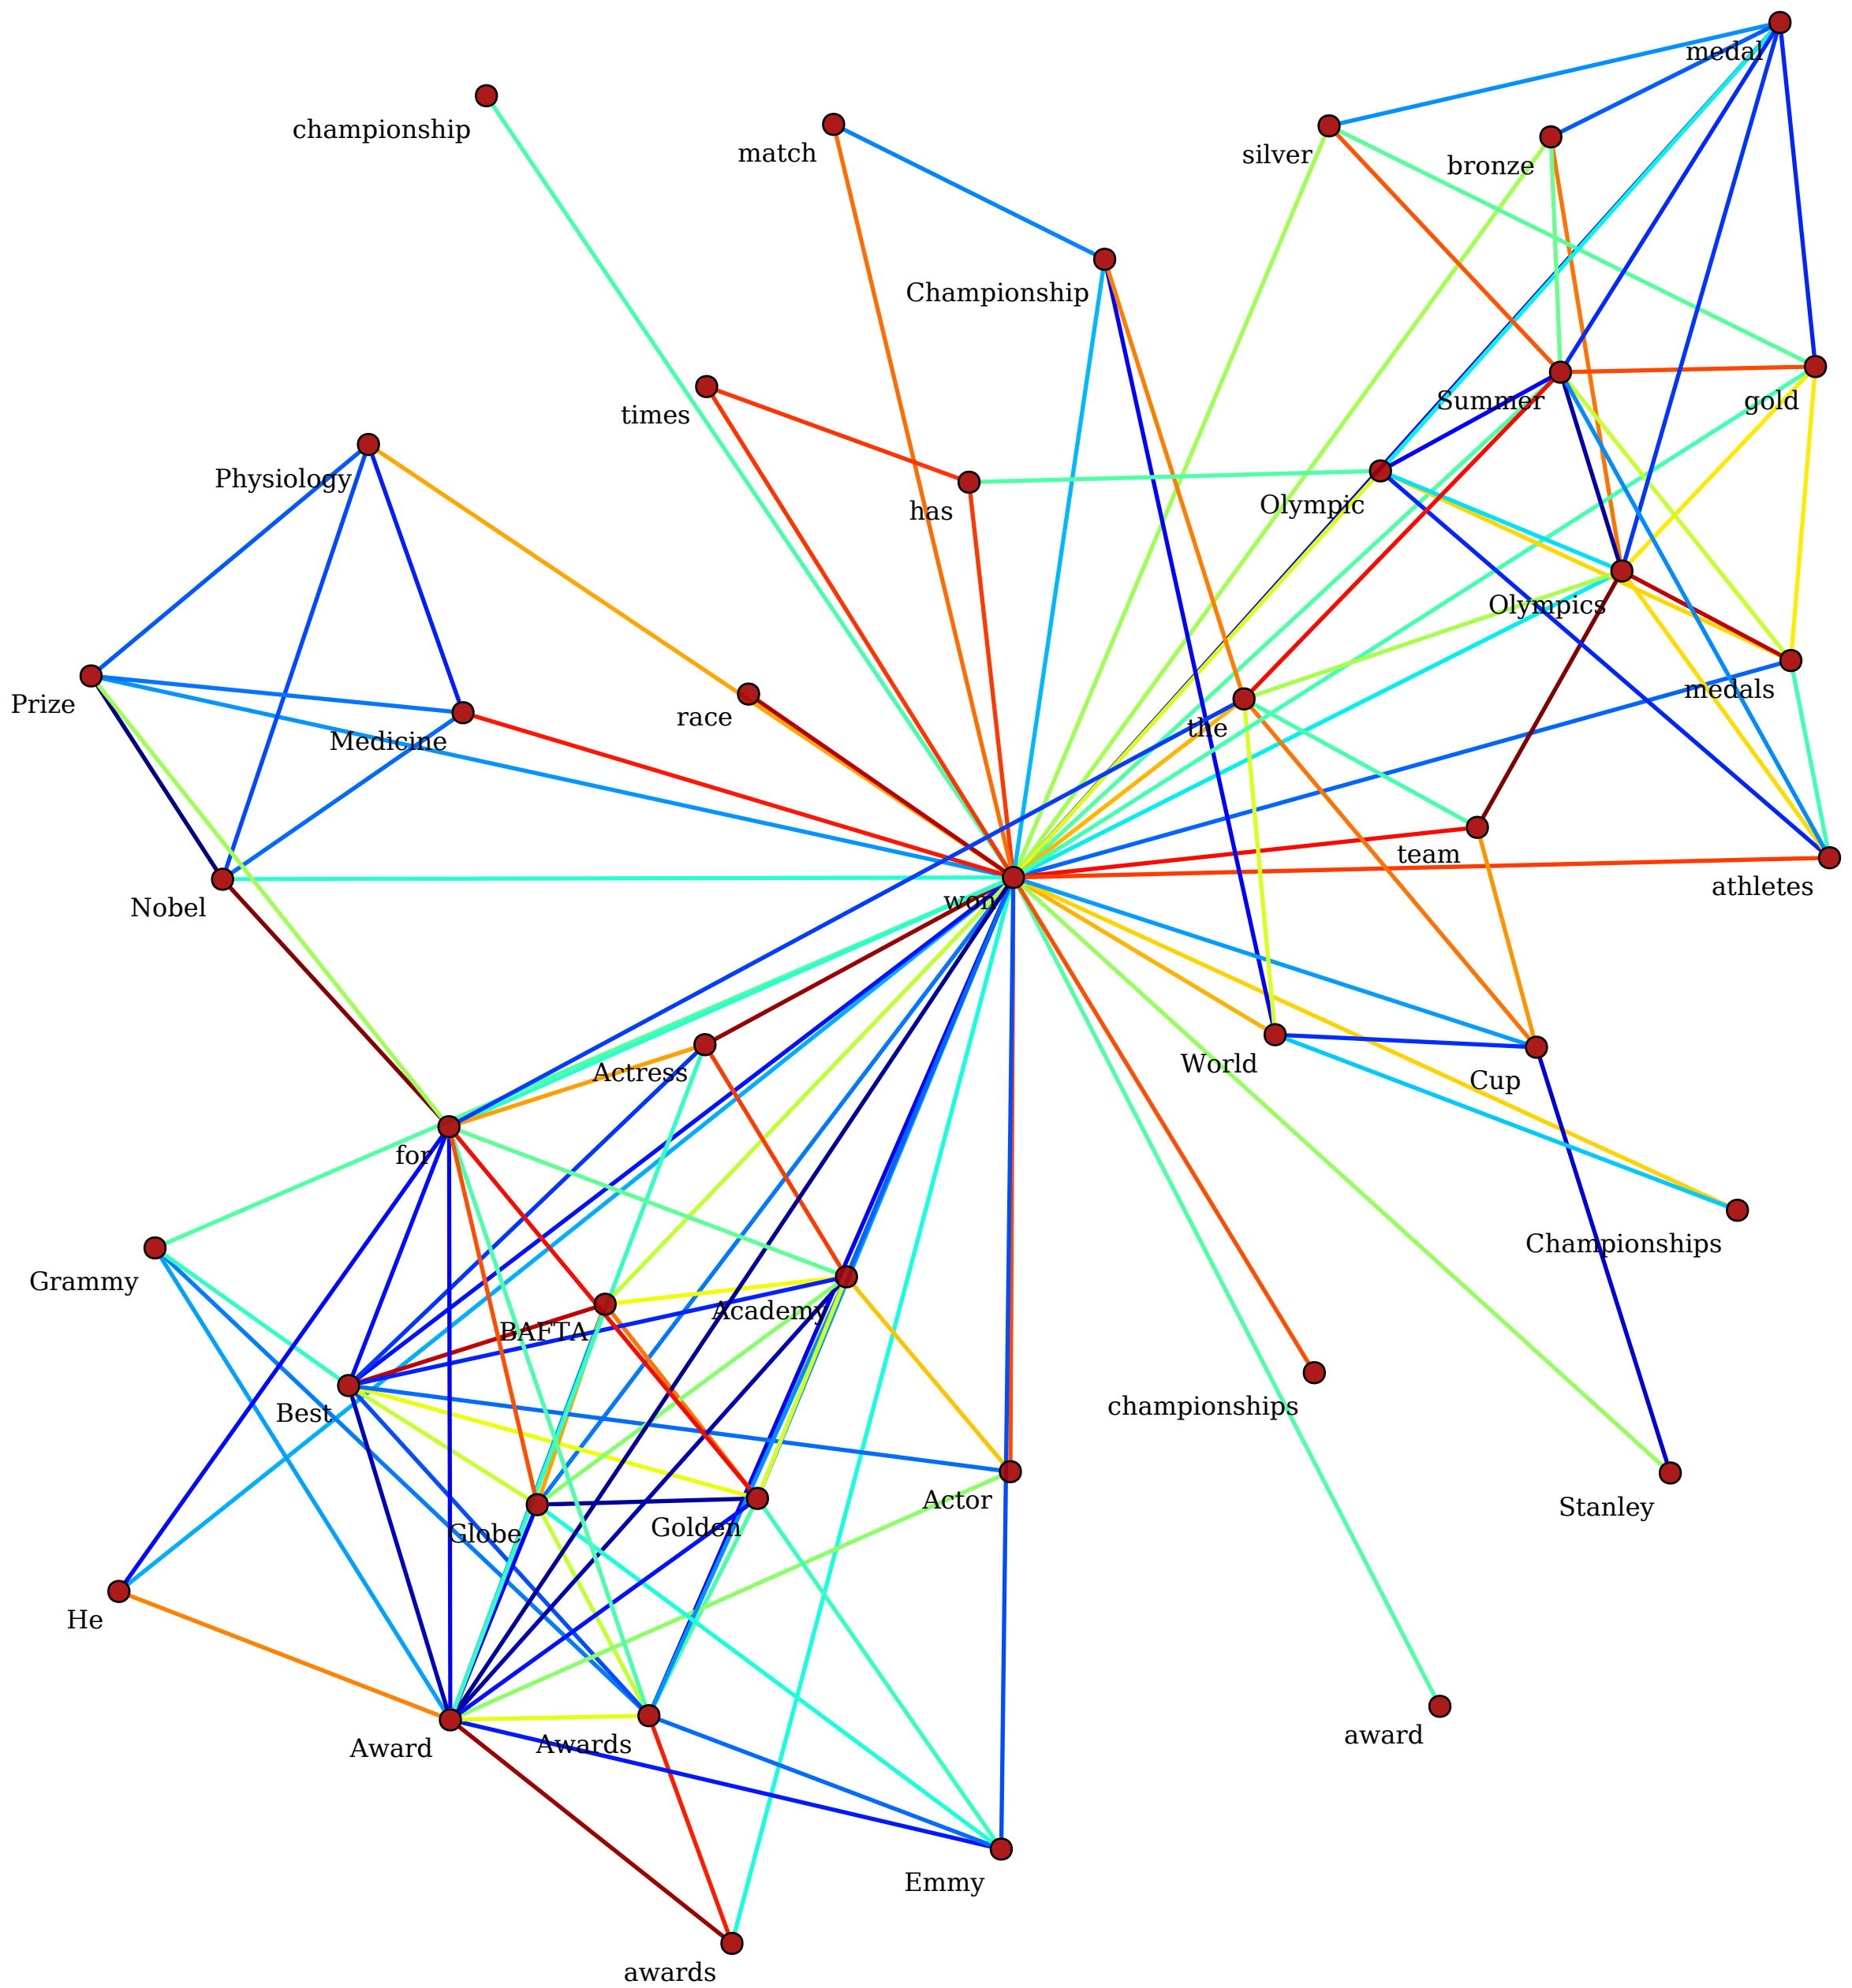 medal
championship
match
silver
bronze
Championship
Summer
gold
times
Physiology
has
Olympic
Olympics
medals
Prize
race
the
Medicine
team
athletes
won
Nobel
World
Actress
Cup
for
Championships
Grammy
Academy
BAFTA
championships
Best
Actor
Stanley
Golden
Globe
He
award
Awards
Award
Emmy
awards